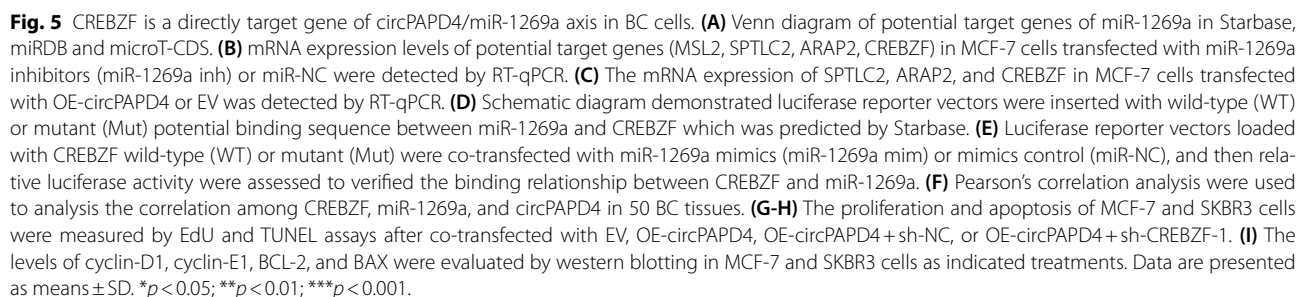 Fig. 5 CREBZF is a directly target gene of circPAPD4/miR-1269a axis in BC cells. (A) Venn diagram of potential target genes of miR-1269a in Starbase,
miRDB and microT-CDS. (B) mRNA expression levels of potential target genes (MSL2, SPTLC2, ARAP2, CREBZF) in MCF-7 cells transfected with miR-1269a
inhibitors (miR-1269a inh) or miR-NC were detected by RT-qPCR. (C) The mRNA expression of SPTLC2, ARAP2, and CREBZF in MCF-7 cells transfected
with OE-circPAPD4 or EV was detected by RT-qPCR. (D) Schematic diagram demonstrated luciferase reporter vectors were inserted with wild-type (WT)
or mutant (Mut) potential binding sequence between miR-1269a and CREBZF which was predicted by Starbase. (E) Luciferase reporter vectors loaded
with CREBZF wild-type (WT) or mutant (Mut) were co-transfected with miR-1269a mimics (miR-1269a mim) or mimics control (miR-NC), and then rela-
tive luciferase activity were assessed to verified the binding relationship between CREBZF and miR-1269a. (F) Pearson's correlation analysis were used
to analysis the correlation among CREBZF, miR-1269a, and circPAPD4 in 50 BC tissues. (G-H) The proliferation and apoptosis of MCF-7 and SKBR3 cells
were measured by EdU and TUNEL assays after co-transfected with EV, OE-circPAPD4, OE-circPAPD4 + sh-NC, or OE-circPAPD4 + sh-CREBZF-1. (I) The
levels of cyclin-D1, cyclin-E1, BCL-2, and BAX were evaluated by western blotting in MCF-7 and SKBR3 cells as indicated treatments. Data are presented
as means ± SD. *p < 0.05; **p < 0.01; ***p < 0.001.